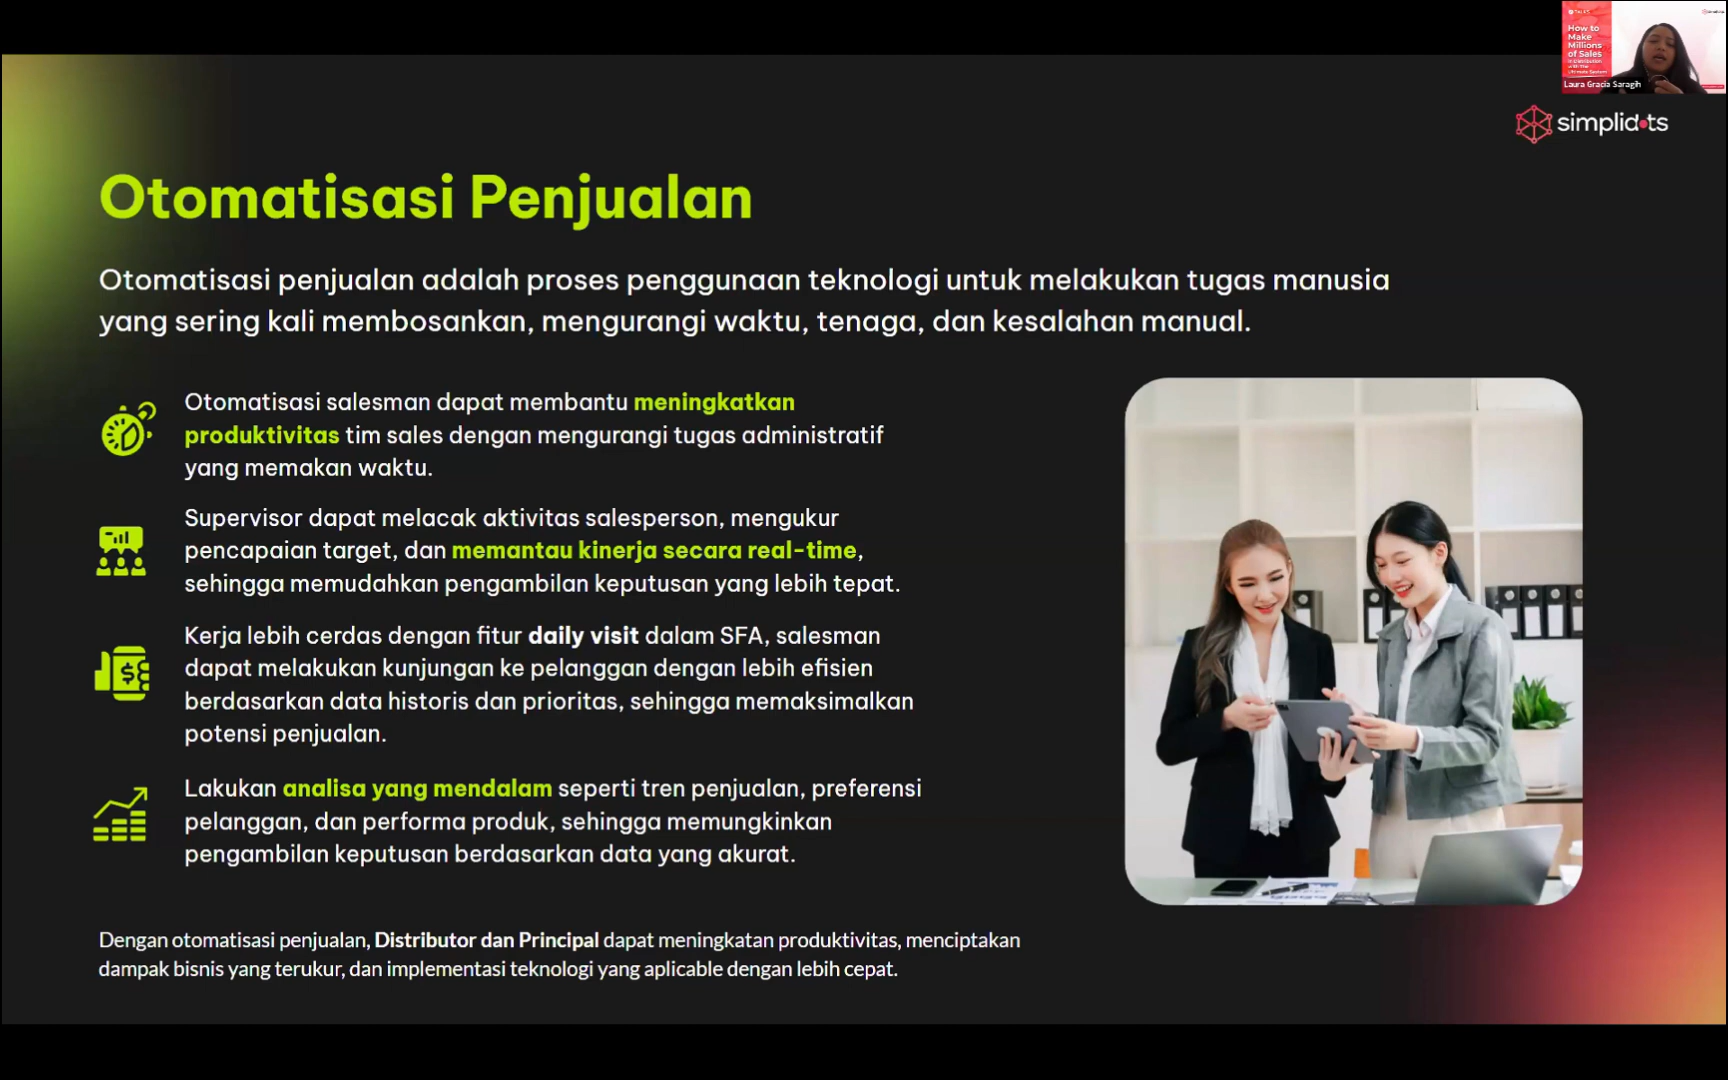 How to
Make
Millions
of Sales
Laura Gracia Saragih
simplidots
Otomatisasi Penjualan
Otomatisasi penjualan adalah proses penggunaan teknologi untuk melakukan tugas manusia
yang sering kali membosankan, mengurangi waktu, tenaga, dan kesalahan manual.
Otomatisasi salesman dapat membantu meningkatkan
produktivitas tim sales dengan mengurangi tugas administratif
yang memakan waktu.
Supervisor dapat melacak aktivitas salesperson, mengukur
pencapaian target, dan memantau kinerja secara real-time,
sehingga memudahkan pengambilan keputusan yang lebih tepat.
Kerja lebih cerdas dengan fitur daily visit dalam SFA, salesman
dapat melakukan kunjungan ke pelanggan dengan lebih efisien
berdasarkan data historis dan prioritas, sehingga memaksimalkan
potensi penjualan.
Lakukan analisa yang mendalam seperti tren penjualan, preferensi
pelanggan, dan performa produk, sehingga memungkinkan
pengambilan keputusan berdasarkan data yang akurat.
Dengan otomatisasi penjualan, Distributor dan Principal dapat meningkatan produktivitas, menciptakan
dampak bisnis yang terukur, dan implementasi teknologi yang aplicable dengan lebih cepat.